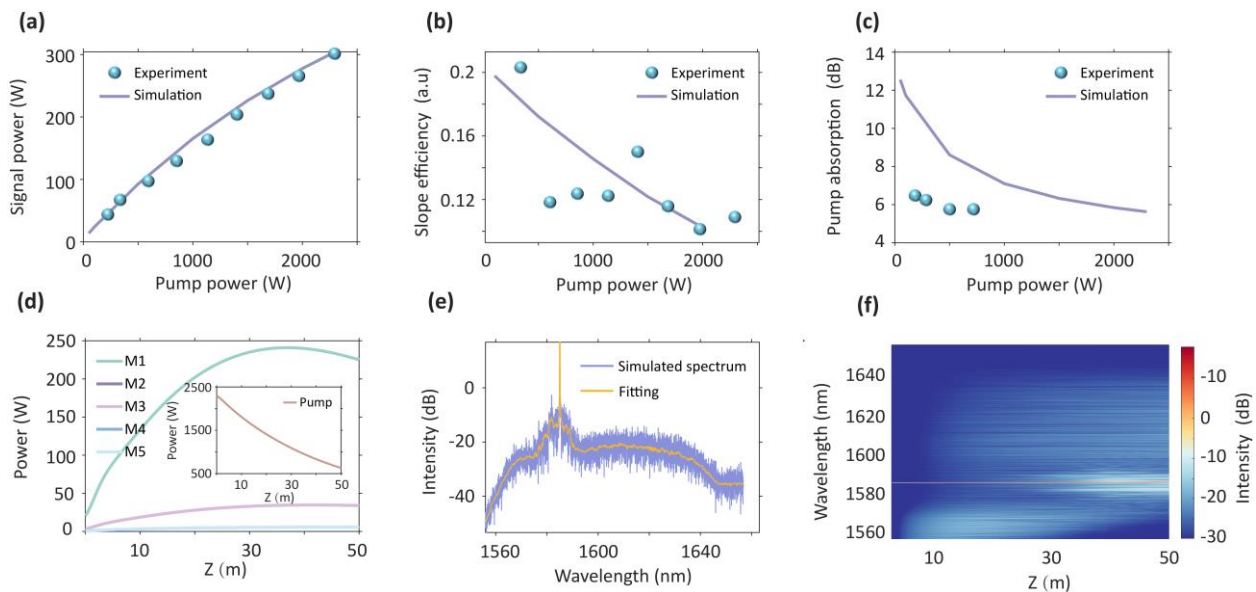 (a)
300
200
100
0
Signal power (W)
Experiment
Simulation
0
1000
2000
Pump power (W)
(b)
0.2
0.16
0.12
Slope efficiency (a.u)
Experiment
Simulation
0
1000
2000
Pump power (W)
(c)
14
12
10
8
6
4
Pump absorption (dB)
Experiment
Simulation
0
1000
2000
Pump power (W)
(d)
250
200
150
100
50
0
Power (W)
M1
M2
M3
M4
M5
2500
1500
500
Power (W)
Pump
0 10 20 30 40 50
Z (m)
10
30
50
Z (m)
(e)
0
-20
-40
Intensity (dB)
Simulated spectrum
Fitting
1560
1600
1640
Wavelength (nm)
(f)
1640
1620
1600
1580
1560
Wavelength (nm)
10
30
50
Z (m)
-10
0
-10
-20
-30
Intensity (dB)